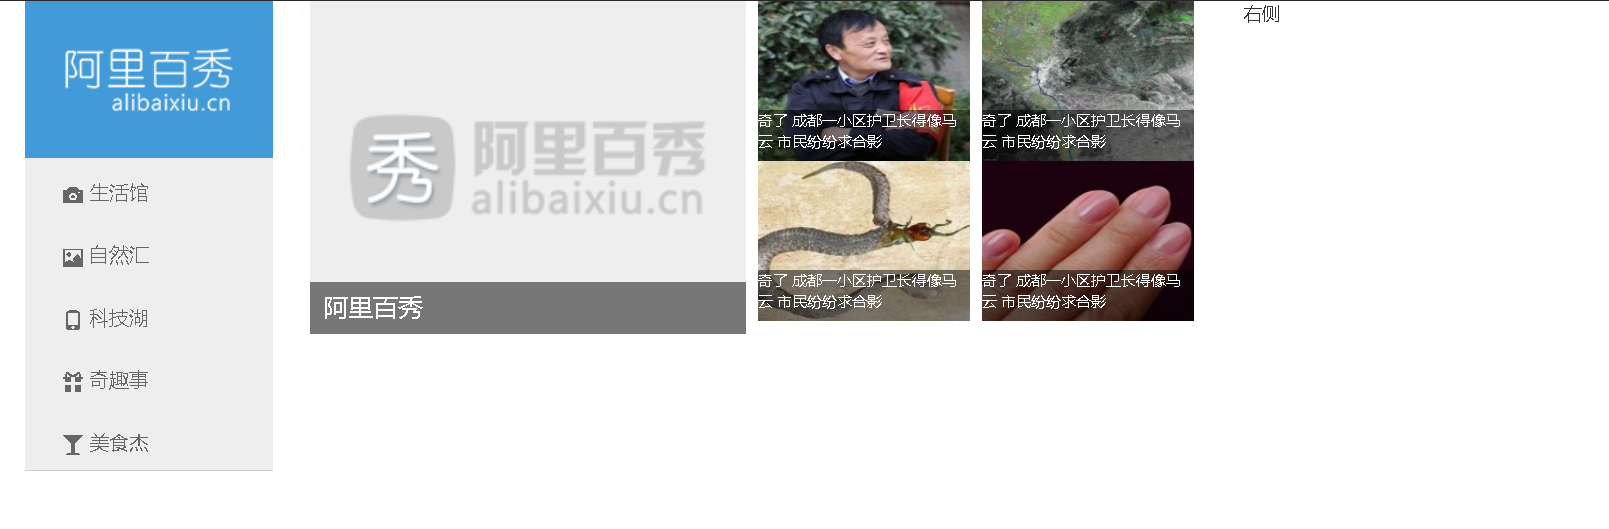 阿里百秀
alibaixiu.cn
生活馆
自然汇
科技湖
奇趣事
美食杰
秀
阿里百秀
alibaixiu.cn
阿里百秀
奇了 成都一小区护卫长得像马
云 市民纷纷求合影
奇了 成都一小区护卫长得像马
云 市民纷纷求合影
奇了 成都一小区护卫长得像马
云 市民纷纷求合影
奇了 成都一小区护卫长得像马
云 市民纷纷求合影
右侧